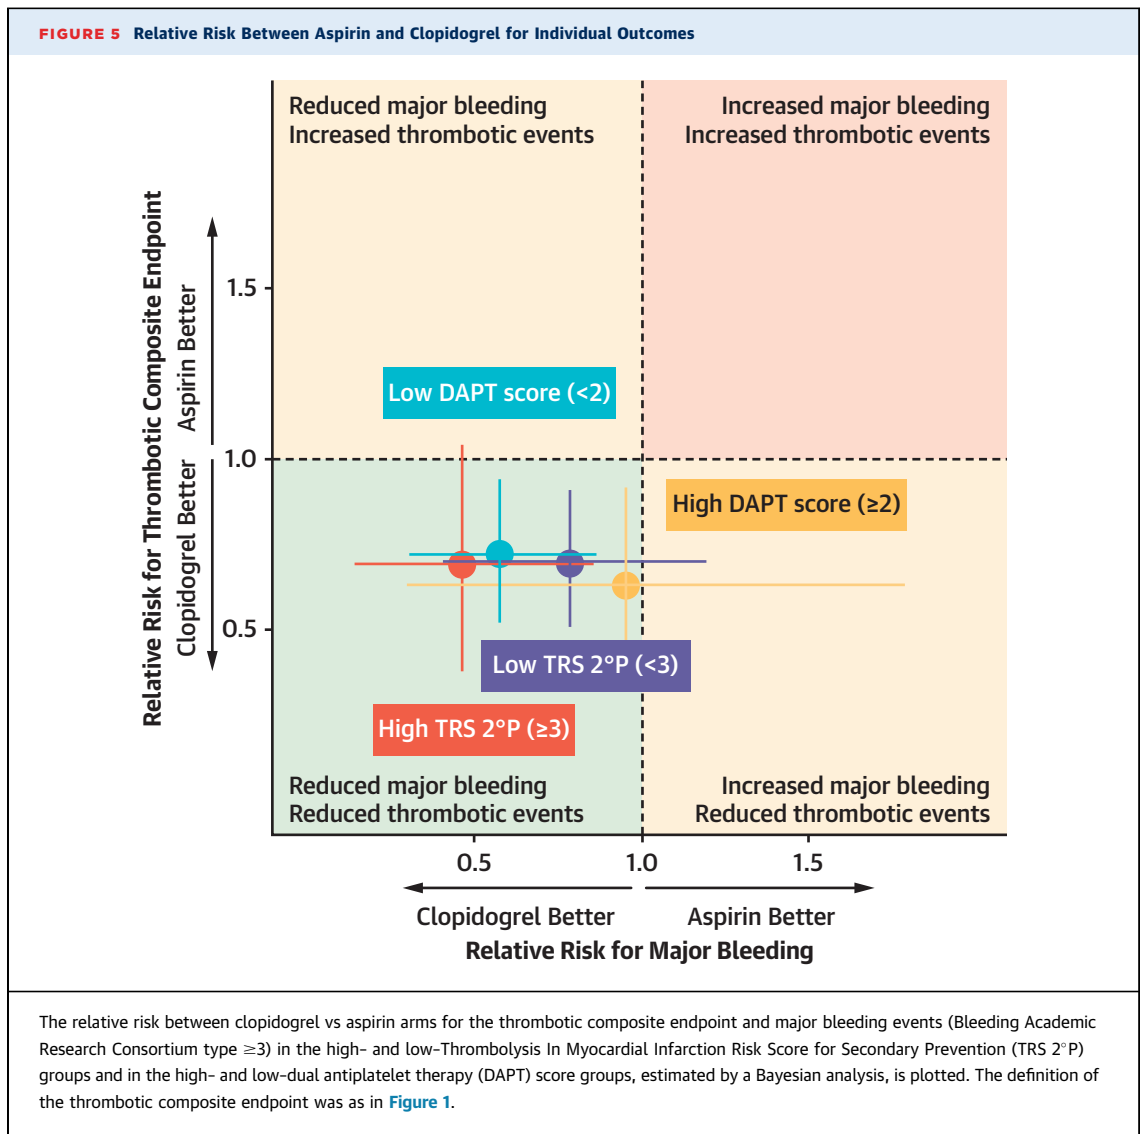 FIGURE 5 Relative Risk Between Aspirin and Clopidogrel for Individual Outcomes
Reduced major bleeding
Increased thrombotic events
Increased major bleeding
Increased thrombotic events
Relative Risk for Thrombotic Composite Endpoint
Aspirin Better
Clopidogrel Better
1.5
1.0
0.5
Low DAPT score (<2)
High DAPT score (≥2)
Low TRS 2°P (<3)
High TRS 2°P (≥3)
Reduced major bleeding
Reduced thrombotic events
Increased major bleeding
Reduced thrombotic events
0.5
1.0
1.5
Clopidogrel Better
Aspirin Better
Relative Risk for Major Bleeding
The relative risk between clopidogrel vs aspirin arms for the thrombotic composite endpoint and major bleeding events (Bleeding Academic
Research Consortium type ≥3) in the high- and low-Thrombolysis In Myocardial Infarction Risk Score for Secondary Prevention (TRS 2°P)
groups and in the high- and low-dual antiplatelet therapy (DAPT) score groups, estimated by a Bayesian analysis, is plotted. The definition of
the thrombotic composite endpoint was as in Figure 1.